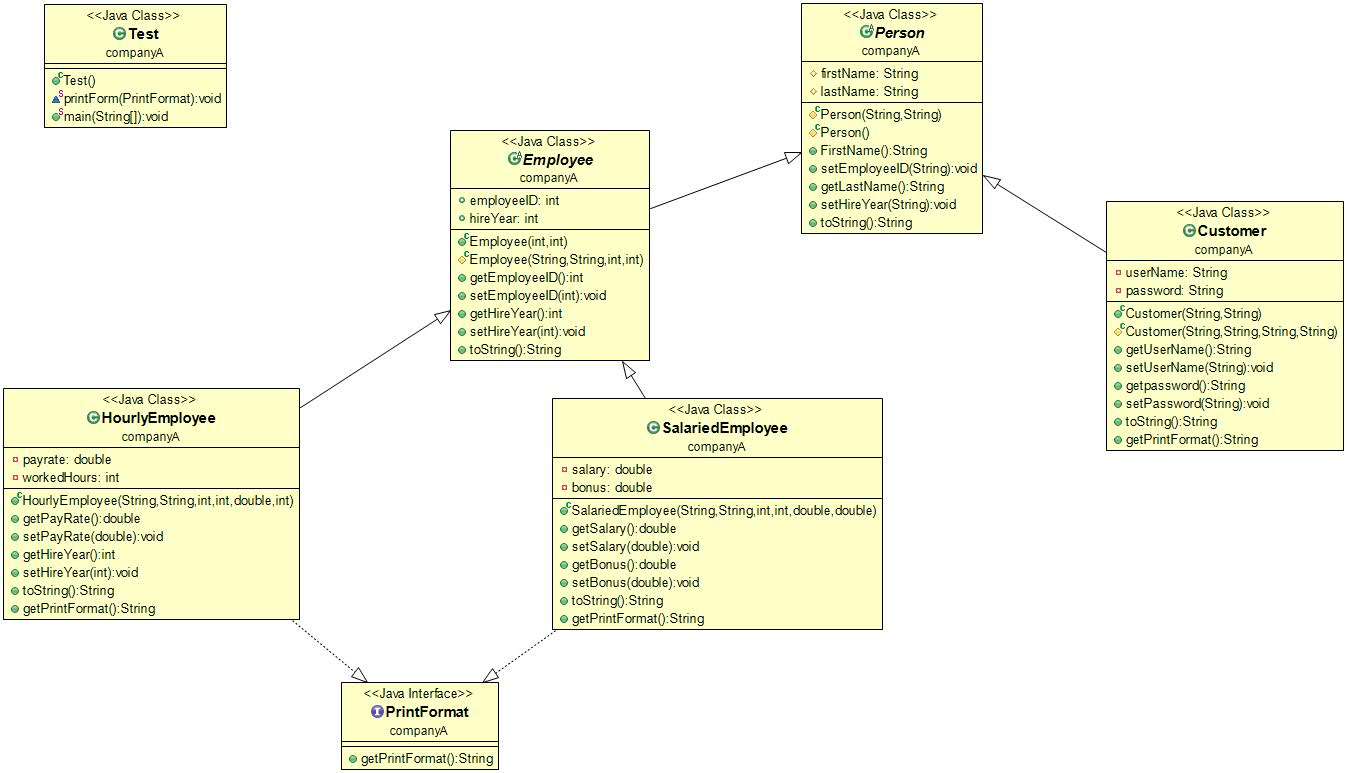 <<Java Class>>
Test
companyA
Test()
printForm(PrintFormat):void
main(String[]):void
<<Java Class>>
Person
companyA
firstName: String
lastName: String
Person(String,String)
Person()
FirstName():String
setEmployeeID(String):void
getLastName():String
setHireYear(String):void
toString():String
<<Java Class>>
Employee
companyA
employeeID: int
hireYear: int
Employee(int,int)
Employee(String,String,int,int)
getEmployeeID():int
setEmployeeID(int):void
getHireYear():int
setHireYear(int):void
toString():String
<<Java Class>>
Customer
companyA
userName: String
password: String
Customer(String,String)
Customer(String,String,String,String)
getUserName():String
setUserName(String):void
getpassword():String
setPassword(String):void
toString():String
getPrintFormat():String
<<Java Class>>
HourlyEmployee
companyA
payrate: double
workedHours: int
HourlyEmployee(String,String,int,int,double,int)
getPayRate():double
setPayRate(double):void
getHireYear():int
setHireYear(int):void
toString():String
getPrintFormat():String
<<Java Class>>
SalariedEmployee
companyA
salary: double
bonus: double
SalariedEmployee(String,String,int,int,double,double)
getSalary():double
setSalary(double):void
getBonus():double
setBonus(double):void
toString():String
getPrintFormat():String
<<Java Interface>>
PrintFormat
companyA
getPrintFormat():String